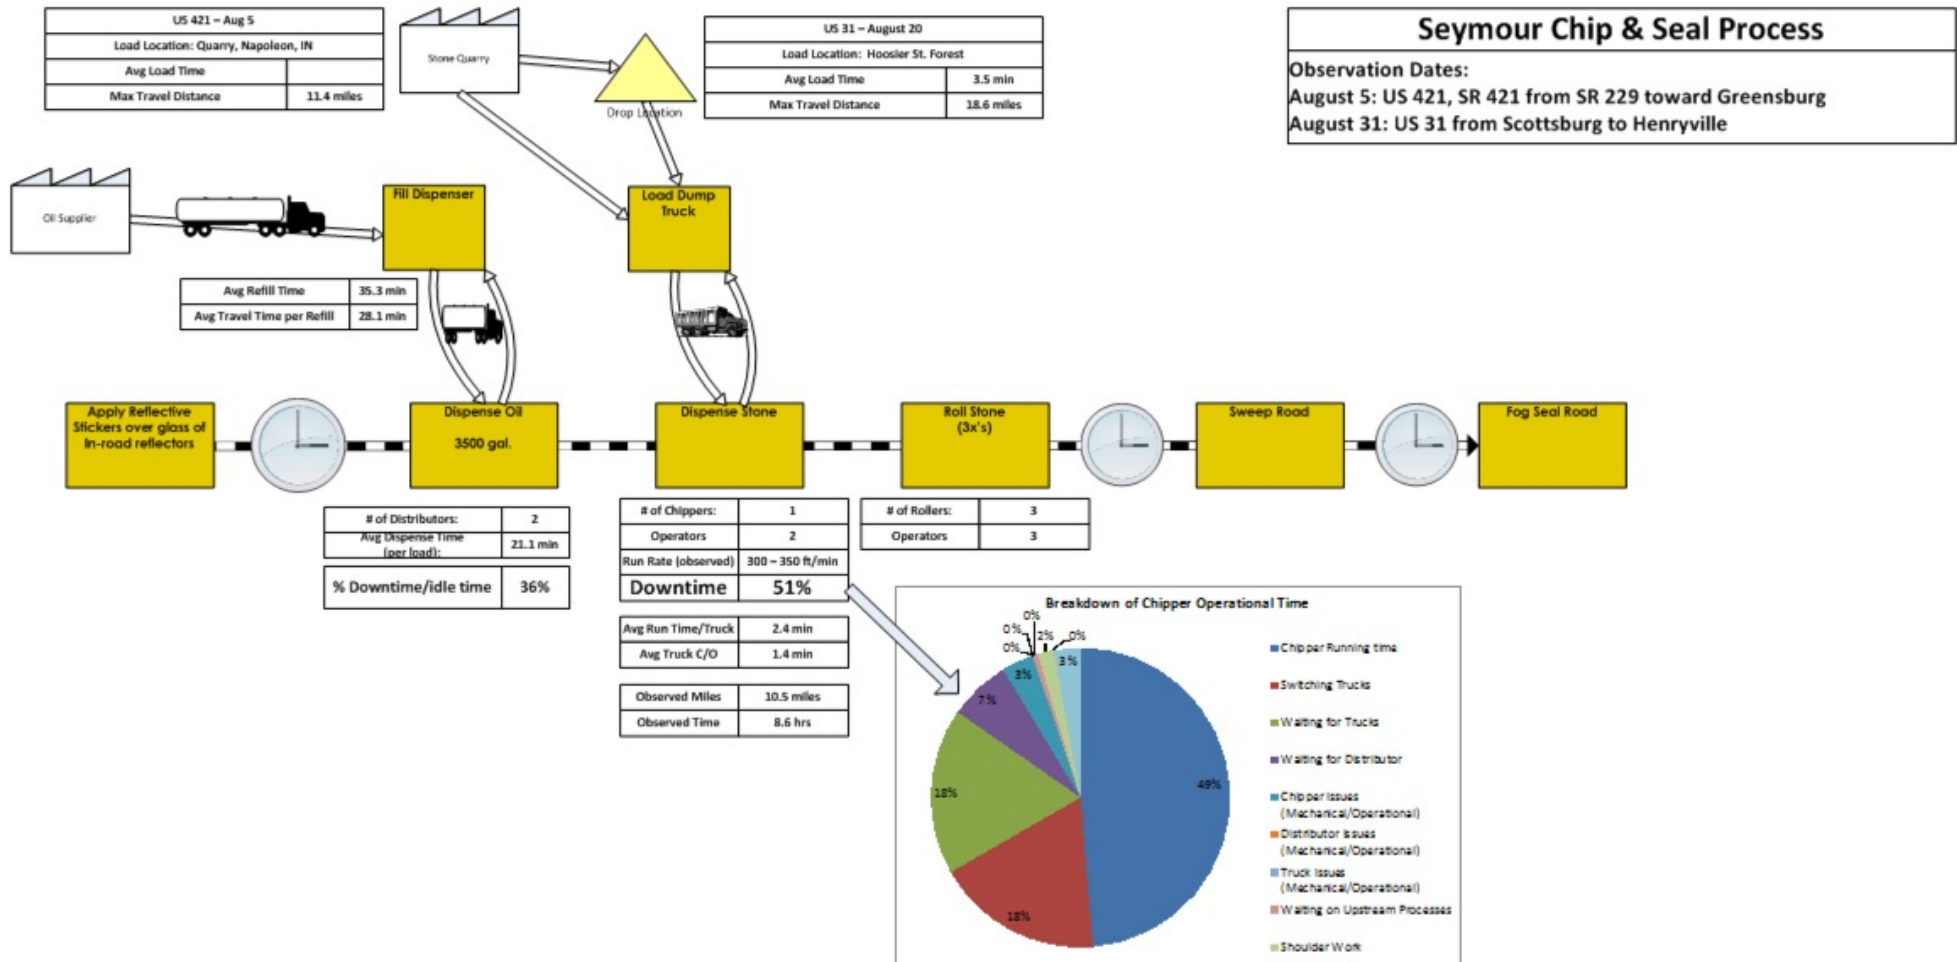 US 421 – Aug 5
Load Location: Quarry, Napoleon, IN
Avg Load Time
Max Travel Distance 11.4 miles
Stone Quarry
Drop Location
US 31 – August 20
Load Location: Hoosier St. Forest
Avg Load Time 3.5 min
Max Travel Distance 18.6 miles
Seymour Chip & Seal Process
Observation Dates:
August 5: US 421, SR 421 from SR 229 toward Greensburg
August 31: US 31 from Scottsburg to Henryville
Oil Supplier
Fill Dispenser
Load Dump
Truck
Avg Refill Time 35.3 min
Avg Travel Time per Refill 28.1 min
Apply Reflective
Stickers over glass of
In-road reflectors
Dispense Oil
3500 gal.
Dispense Stone
Roll Stone
(3x's)
Sweep Road
Fog Seal Road
# of Distributors: 2
Avg Dispense Time
(per load): 21.1 min
% Downtime/idle time 36%
# of Chippers: 1
Operators 2
Run Rate (observed) 300 – 350 ft/min
Downtime 51%
Avg Run Time/Truck 2.4 min
Avg Truck C/O 1.4 min
Observed Miles 10.5 miles
Observed Time 8.6 hrs
# of Rollers: 3
Operators 3
Breakdown of Chipper Operational Time
0%
0%
0%
2%
0%
3%
3%
7%
18%
18%
49%
Chipper Running time
Switching Trucks
Waiting for Trucks
Waiting for Distributor
Chipper Issues
(Mechanical/Operational)
Distributor Issues
(Mechanical/Operational)
Truck Issues
(Mechanical/Operational)
Waiting on Upstream Processes
Shoulder Work